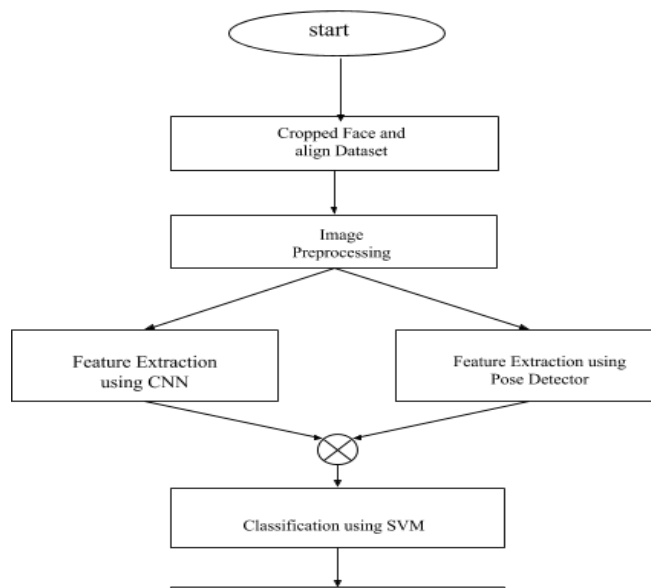 start
Cropped Face and
align Dataset
Image
Preprocessing
Feature Extraction
using CNN
Feature Extraction using
Pose Detector
Classification using SVM